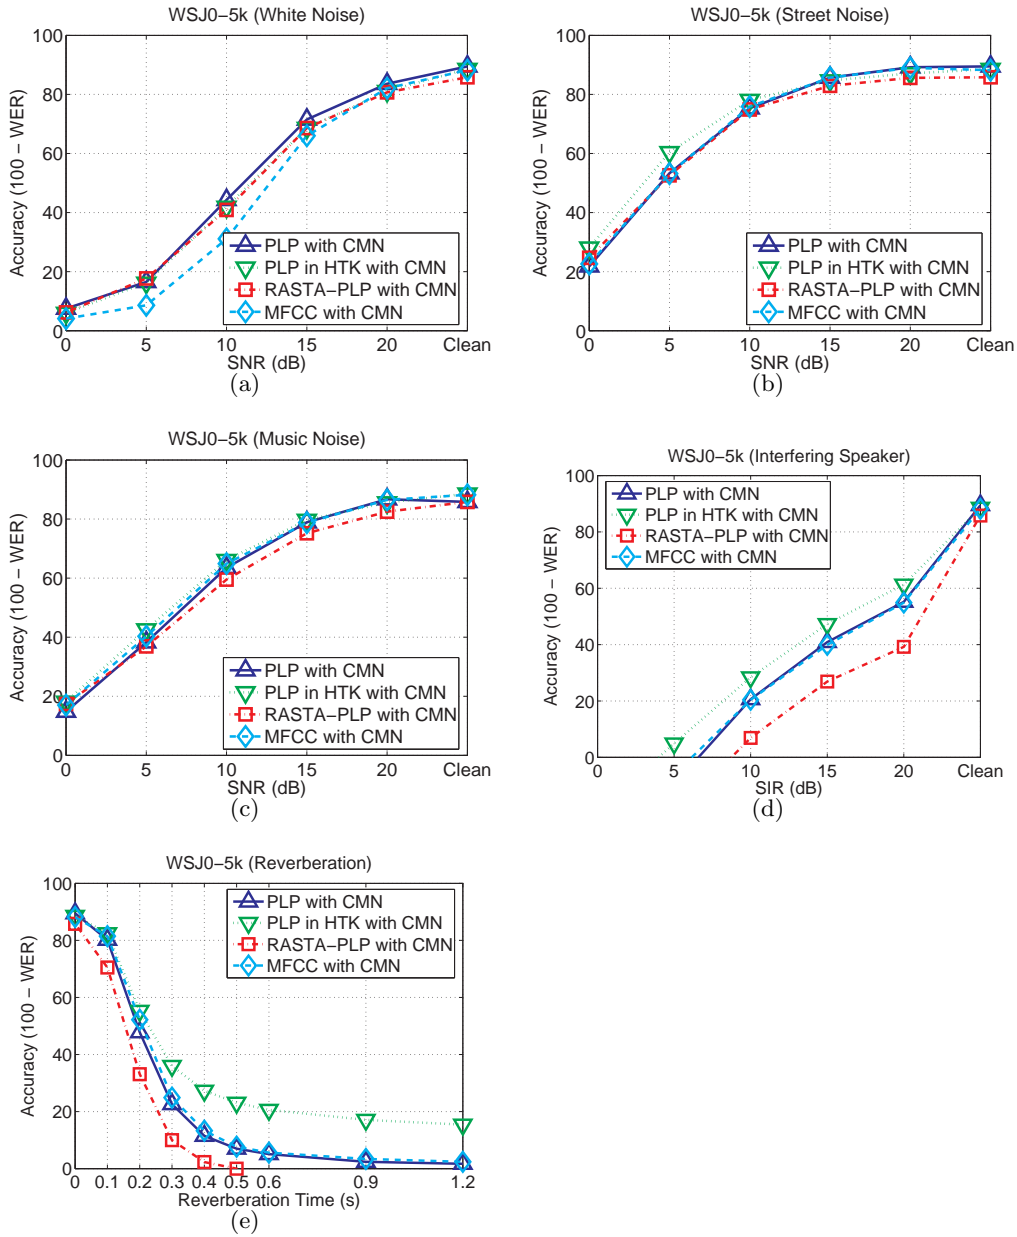 WSJ0−5k (White Noise)
100
80
60
40
20
0
Accuracy (100 − WER)
PLP with CMN
PLP in HTK with CMN
RASTA−PLP with CMN
MFCC with CMN
0 5 10 15 20 Clean
SNR (dB)
(a)
WSJ0−5k (Street Noise)
100
80
60
40
20
0
Accuracy (100 − WER)
PLP with CMN
PLP in HTK with CMN
RASTA−PLP with CMN
MFCC with CMN
0 5 10 15 20 Clean
SNR (dB)
(b)
WSJ0−5k (Music Noise)
100
80
60
40
20
0
Accuracy (100 − WER)
PLP with CMN
PLP in HTK with CMN
RASTA−PLP with CMN
MFCC with CMN
0 5 10 15 20 Clean
SNR (dB)
(c)
WSJ0−5k (Interfering Speaker)
100
80
60
40
20
0
Accuracy (100 − WER)
PLP with CMN
PLP in HTK with CMN
RASTA−PLP with CMN
MFCC with CMN
0 5 10 15 20 Clean
SIR (dB)
(d)
WSJ0−5k (Reverberation)
100
80
60
40
20
0
Accuracy (100 − WER)
PLP with CMN
PLP in HTK with CMN
RASTA−PLP with CMN
MFCC with CMN
0 0.1 0.2 0.3 0.4 0.5 0.6 0.9 1.2
Reverberation Time (s)
(e)